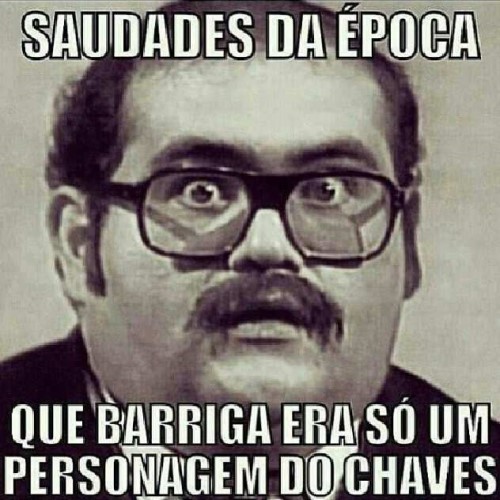 SAUDADES DA ÉPOCA
QUE BARRIGA ERA SÓ UM
PERSONAGEM DO CHAVES